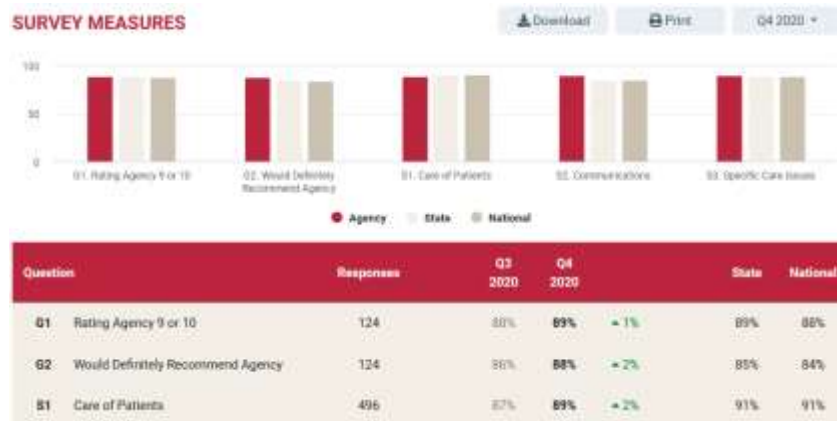 SURVEY MEASURES
Download
Print
Q4 2020
100
50
0
G1. Rating Agency 9 or 10
G2. Would Definitely Recommend Agency
S1. Care of Patients
S2. Communications
S3. Specific Care Issues
Agency State National
Question Responses Q3 2020 Q4 2020 State National
G1 Rating Agency 9 or 10 124 88% 89% 1% 89% 88%
G2 Would Definitely Recommend Agency 124 86% 88% 2% 85% 84%
S1 Care of Patients 496 87% 89% 2% 91% 91%